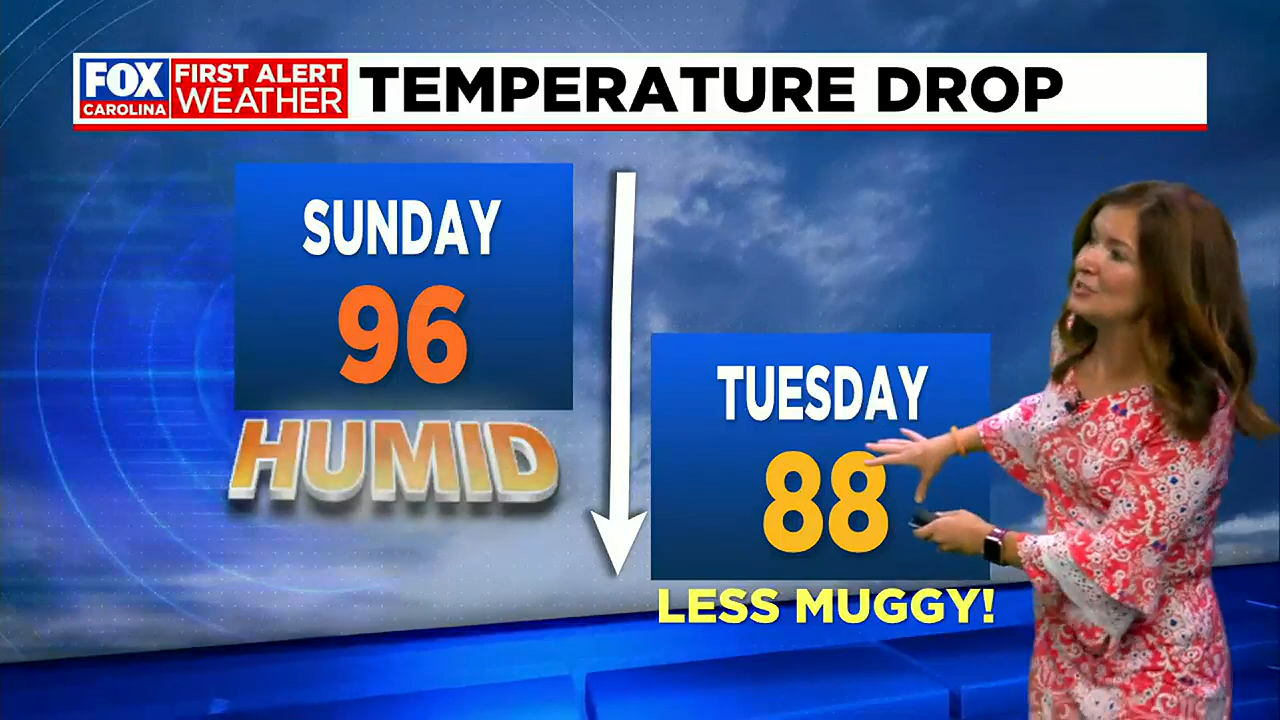 FOX CAROLINA FIRST ALERT WEATHER TEMPERATURE DROP
SUNDAY
96
HUMID
TUESDAY
88
LESS MUGGY!